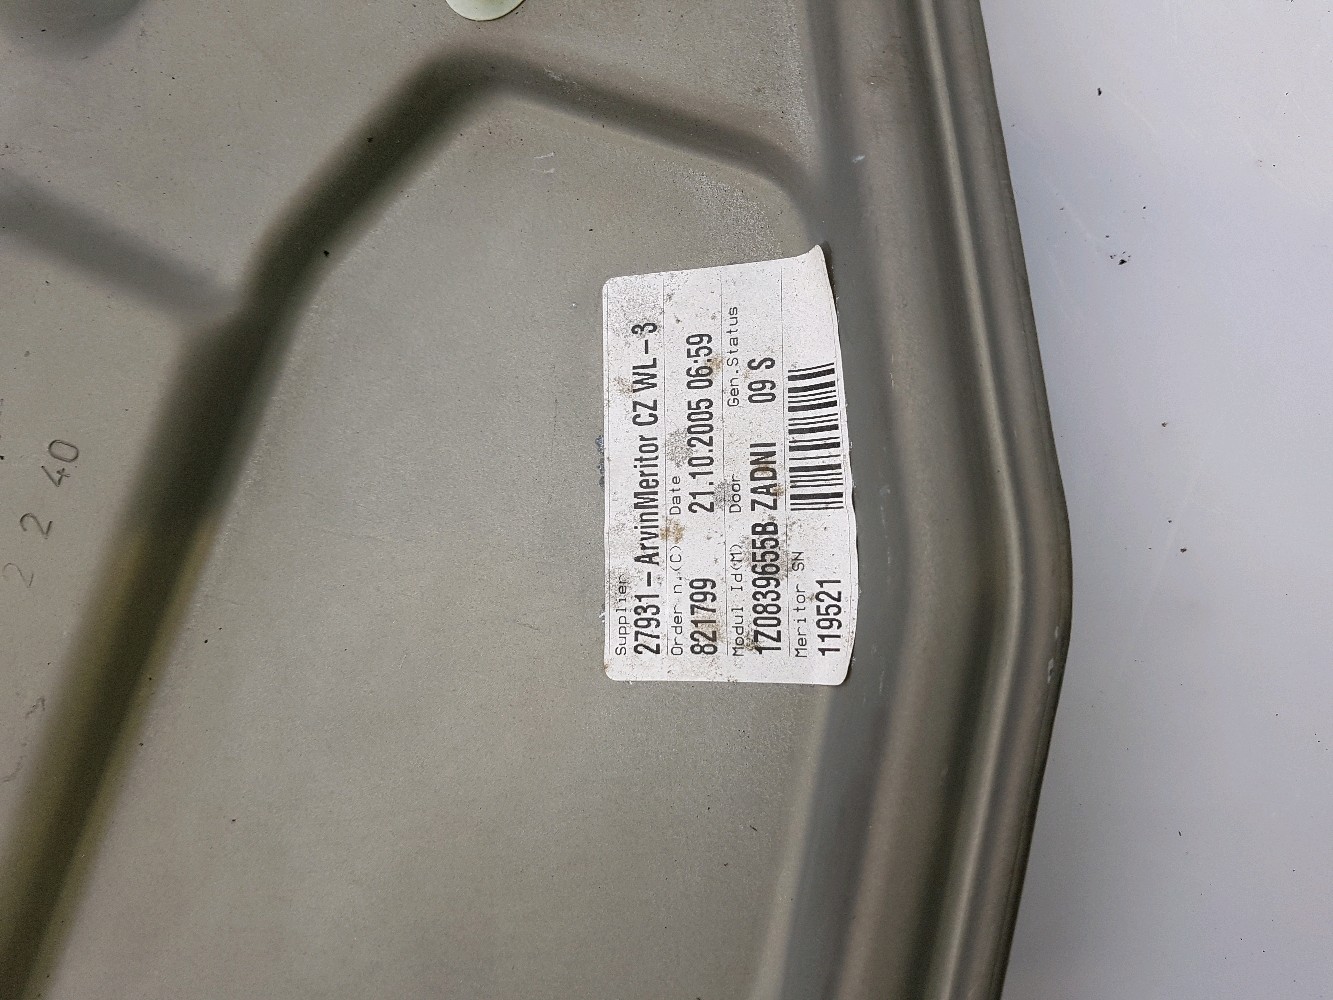 Supplier
27931-ArvinMeritor CZ WL-3
Order n.(C) Date
821799 21.10.2005 06:59
Modul Id(M) Door Gen.Status
1Z0839655B ZADNI 09 S
Meritor SN
119521
2 2 40